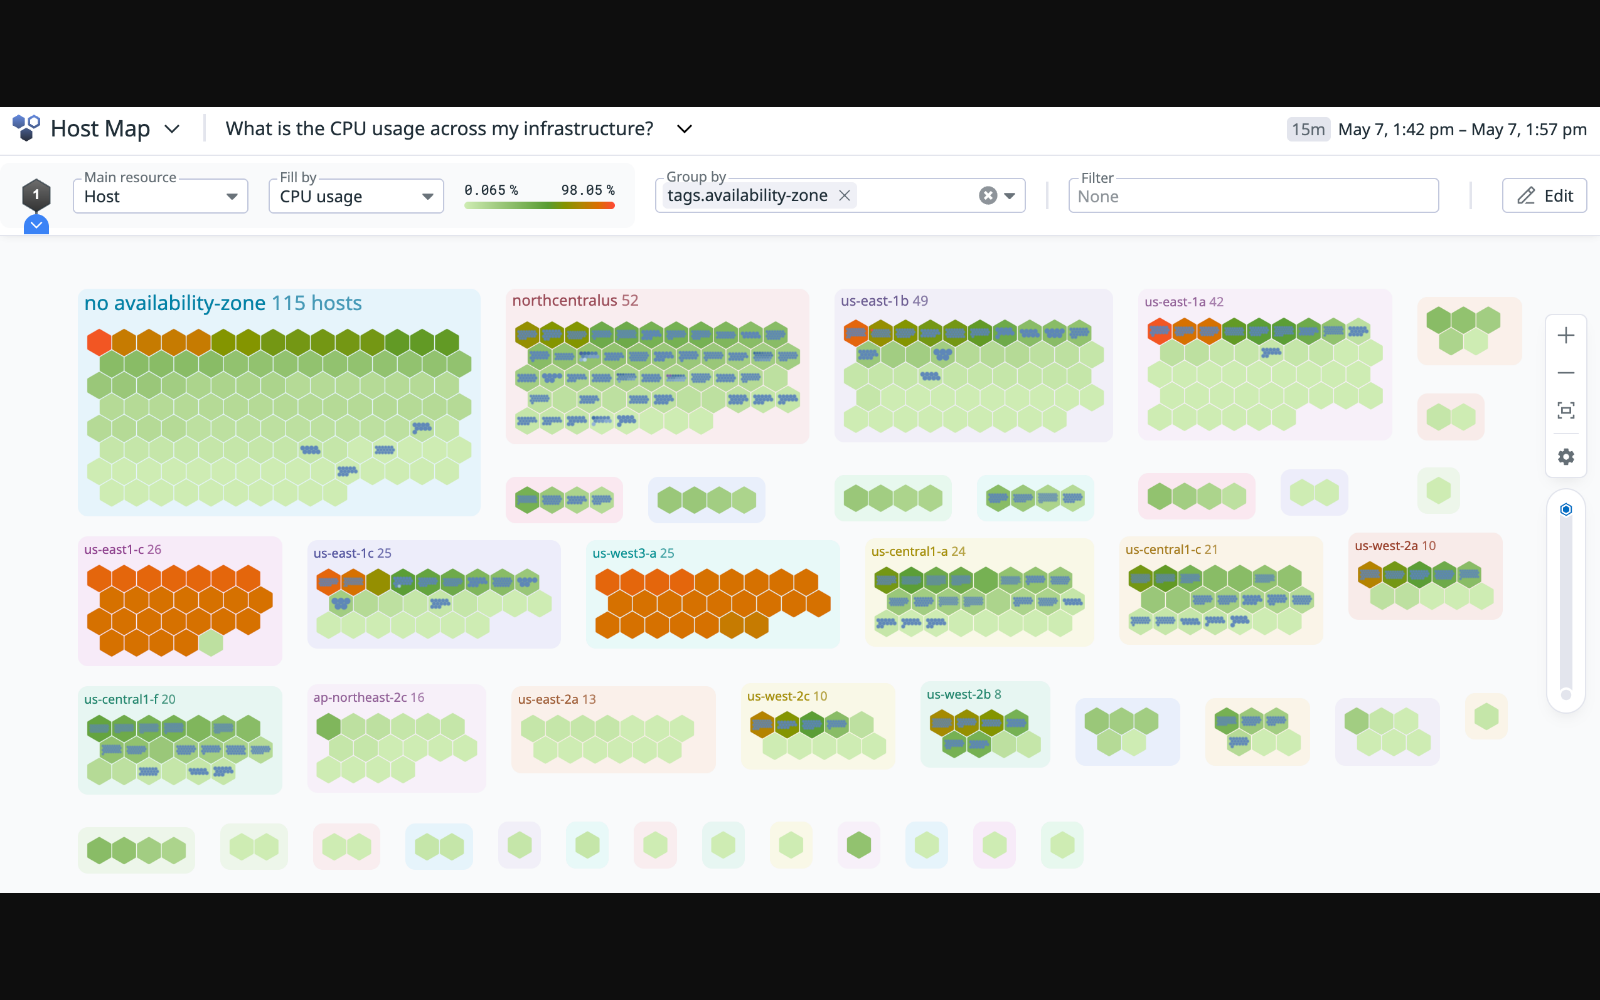 Host Map
What is the CPU usage across my infrastructure?
15m May 7, 1:42 pm – May 7, 1:57 pm
1
Main resource
Host
Fill by
CPU usage
0.065 % 98.05 %
Group by
tags.availability-zone
Filter
None
Edit
no availability-zone 115 hosts
northcentralus 52
us-east-1b 49
us-east-1a 42
us-east1-c 26
us-east-1c 25
us-west3-a 25
us-central1-a 24
us-central1-c 21
us-west-2a 10
us-central1-f 20
ap-northeast-2c 16
us-east-2a 13
us-west-2c 10
us-west-2b 8